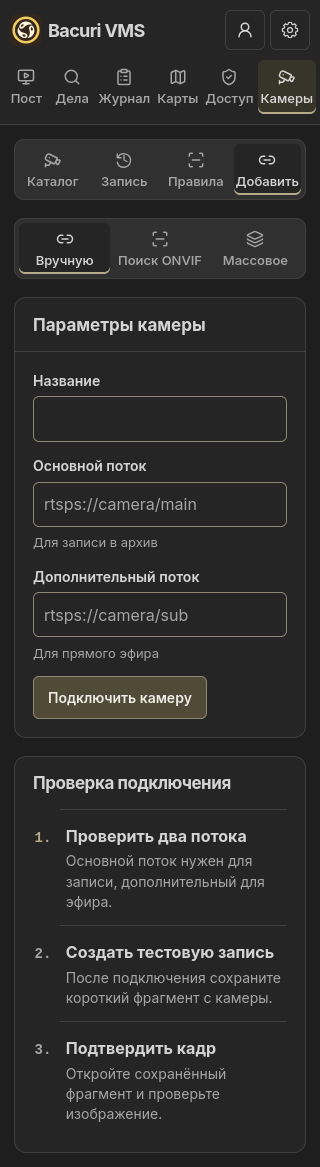 Bacuri VMS
Пост Дела Журнал Карты Доступ Камеры
Каталог Запись Правила Добавить
Вручную Поиск ONVIF Массовое
Параметры камеры
Название
Основной поток
rtsps://camera/main
Для записи в архив
Дополнительный поток
rtsps://camera/sub
Для прямого эфира
Подключить камеру
Проверка подключения
1. Проверить два потока
Основной поток нужен для
записи, дополнительный для
эфира.
2. Создать тестовую запись
После подключения сохраните
короткий фрагмент с камеры.
3. Подтвердить кадр
Откройте сохранённый
фрагмент и проверьте
изображение.